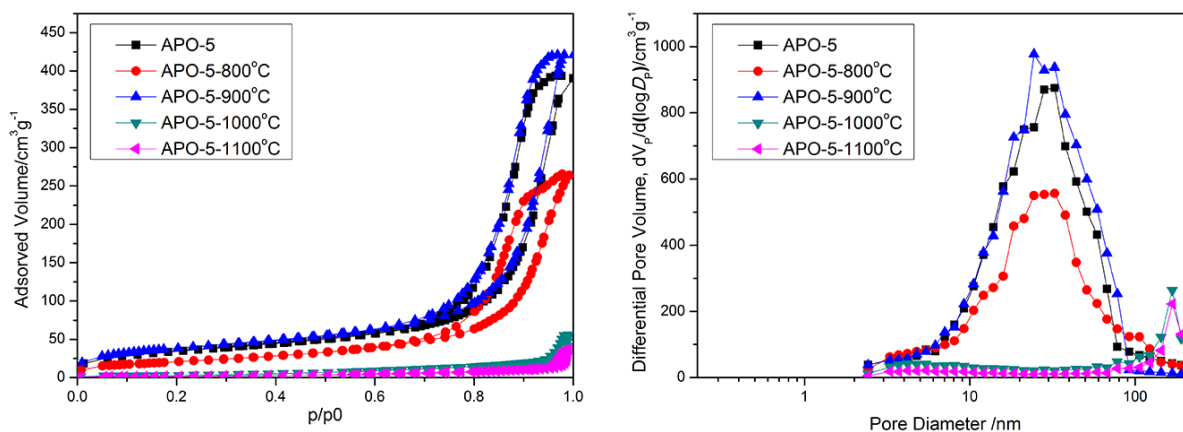 450
400
350
300
250
200
150
100
50
0
Adsorved Volume/cm³g⁻¹
APO-5
APO-5-800°C
APO-5-900°C
APO-5-1000°C
APO-5-1100°C
0.0 0.2 0.4 0.6 0.8 1.0
p/p0
1000
800
600
400
200
0
Differential Pore Volume, dVₚ/d(logDₚ)/cm³g⁻¹
APO-5
APO-5-800°C
APO-5-900°C
APO-5-1000°C
APO-5-1100°C
1 10 100
Pore Diameter /nm